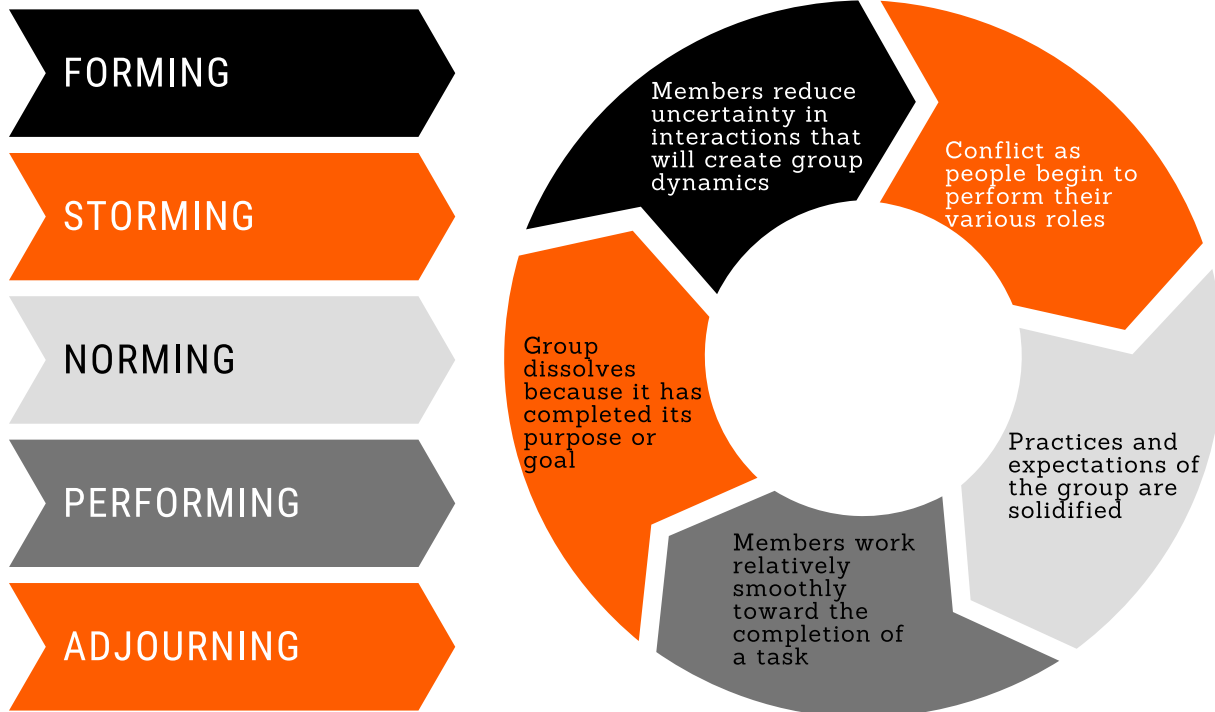 FORMING
STORMING
NORMING
PERFORMING
ADJOURNING
Members reduce
uncertainty in
interactions that
will create group
dynamics
Conflict as
people begin to
perform their
various roles
Practices and
expectations of
the group are
solidified
Members work
relatively
smoothly
toward the
completion of
a task
Group
dissolves
because it has
completed its
purpose or
goal